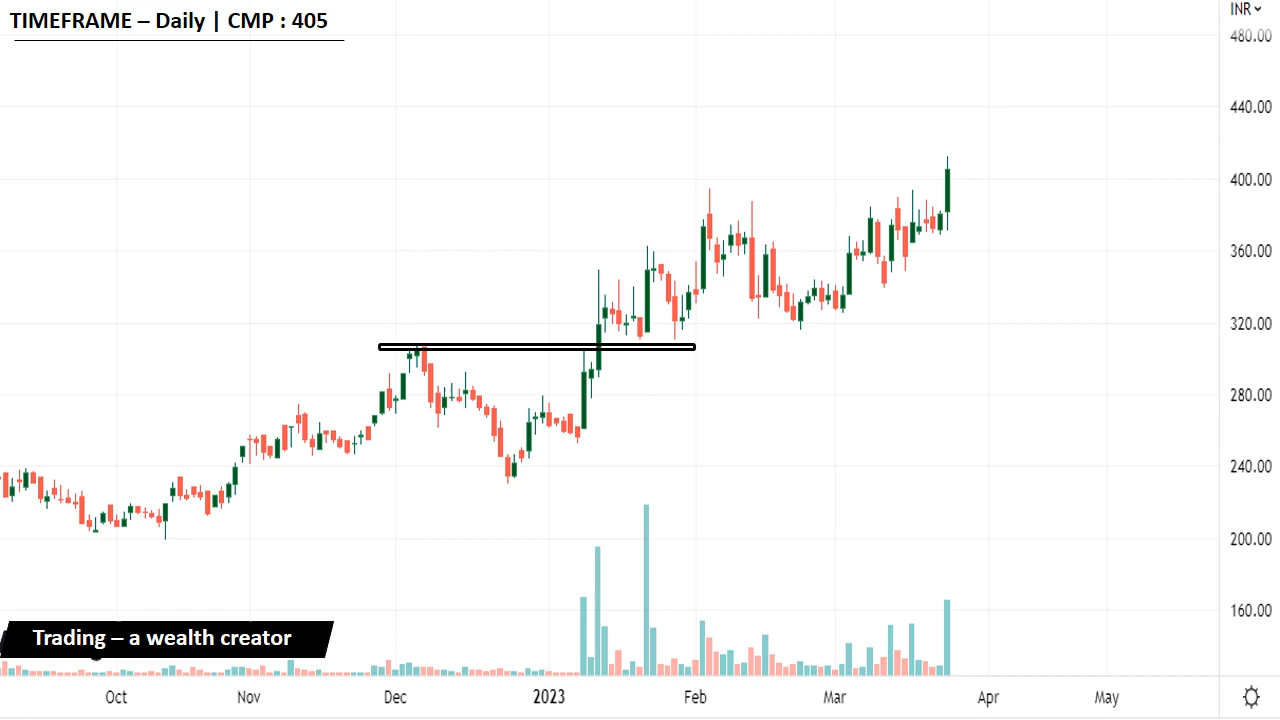 TIMEFRAME – Daily | CMP : 405
INR
480.00
440.00
400.00
360.00
320.00
280.00
240.00
200.00
160.00
Trading – a wealth creator
Oct Nov Dec 2023 Feb Mar Apr May